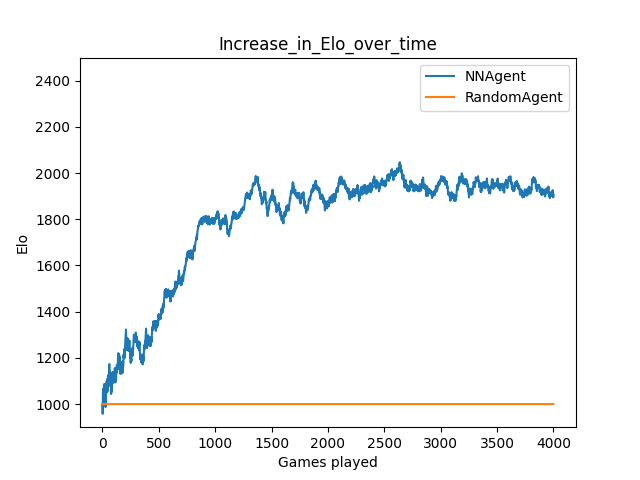 Increase_in_Elo_over_time
NNAgent
RandomAgent
2400
2200
2000
1800
1600
1400
1200
1000
Elo
0 500 1000 1500 2000 2500 3000 3500 4000
Games played